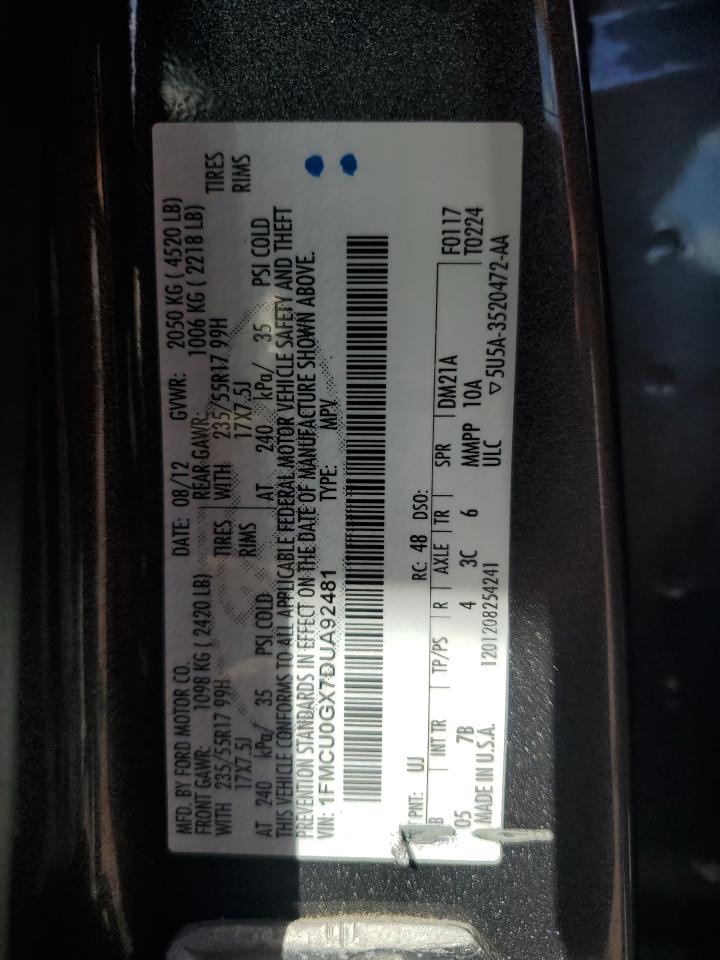 MFD. BY FORD MOTOR CO. DATE: 08/12 GVWR: 2050 KG ( 4520 LB)
FRONT GAWR: 1098 KG ( 2420 LB) REAR GAWR: 1006 KG ( 2218 LB)
WITH 235/55R17 99H TIRES WITH 235/55R17 99H TIRES
17X7.5J RIMS 17X7.5J RIMS
AT 240 kPa/ 35 PSI COLD AT 240 kPa/ 35 PSI COLD
THIS VEHICLE CONFORMS TO ALL APPLICABLE FEDERAL MOTOR VEHICLE SAFETY AND THEFT
PREVENTION STANDARDS IN EFFECT ON THE DATE OF MANUFACTURE SHOWN ABOVE.
VIN: 1FMCU0GX7DUA92481 TYPE: MPV
PNT: UJ RC: 48 DSO:
B INT TR TP/PS R AXLE TR SPR DM21A F0117
05 7B 4 3C 6 MMPP 10A T0224
MADE IN U.S.A. 1201208254241 ULC ▽ 5U5A-3520472-AA